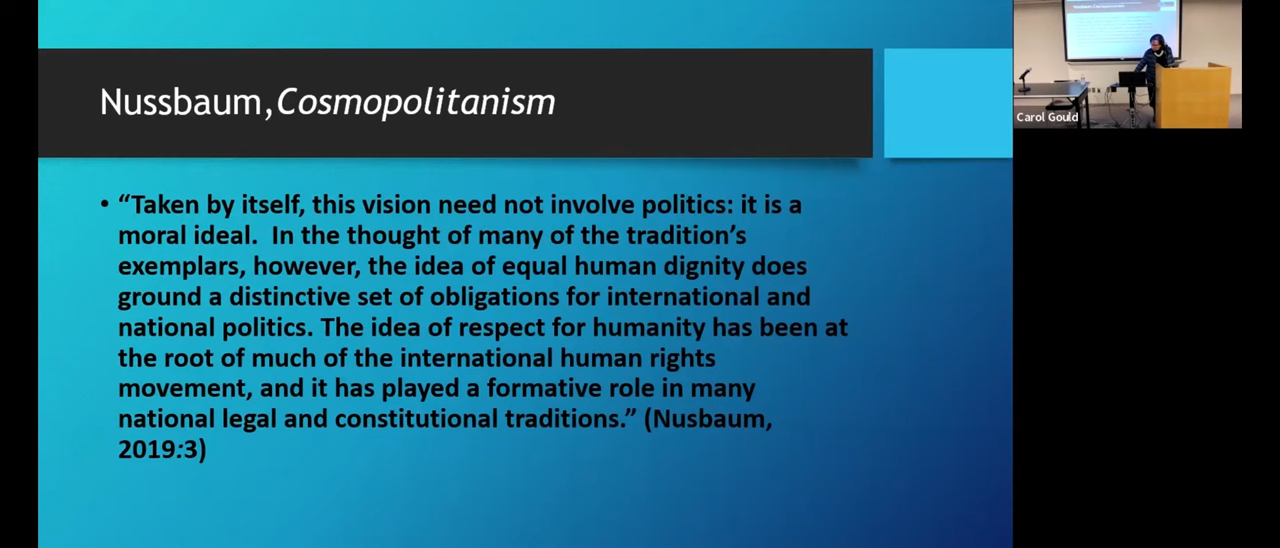 Nussbaum, Cosmopolitanism
• “Taken by itself, this vision need not involve politics: it is a
moral ideal.  In the thought of many of the tradition’s
exemplars, however, the idea of equal human dignity does
ground a distinctive set of obligations for international and
national politics. The idea of respect for humanity has been at
the root of much of the international human rights
movement, and it has played a formative role in many
national legal and constitutional traditions.” (Nusbaum,
2019:3)
Carol Gould